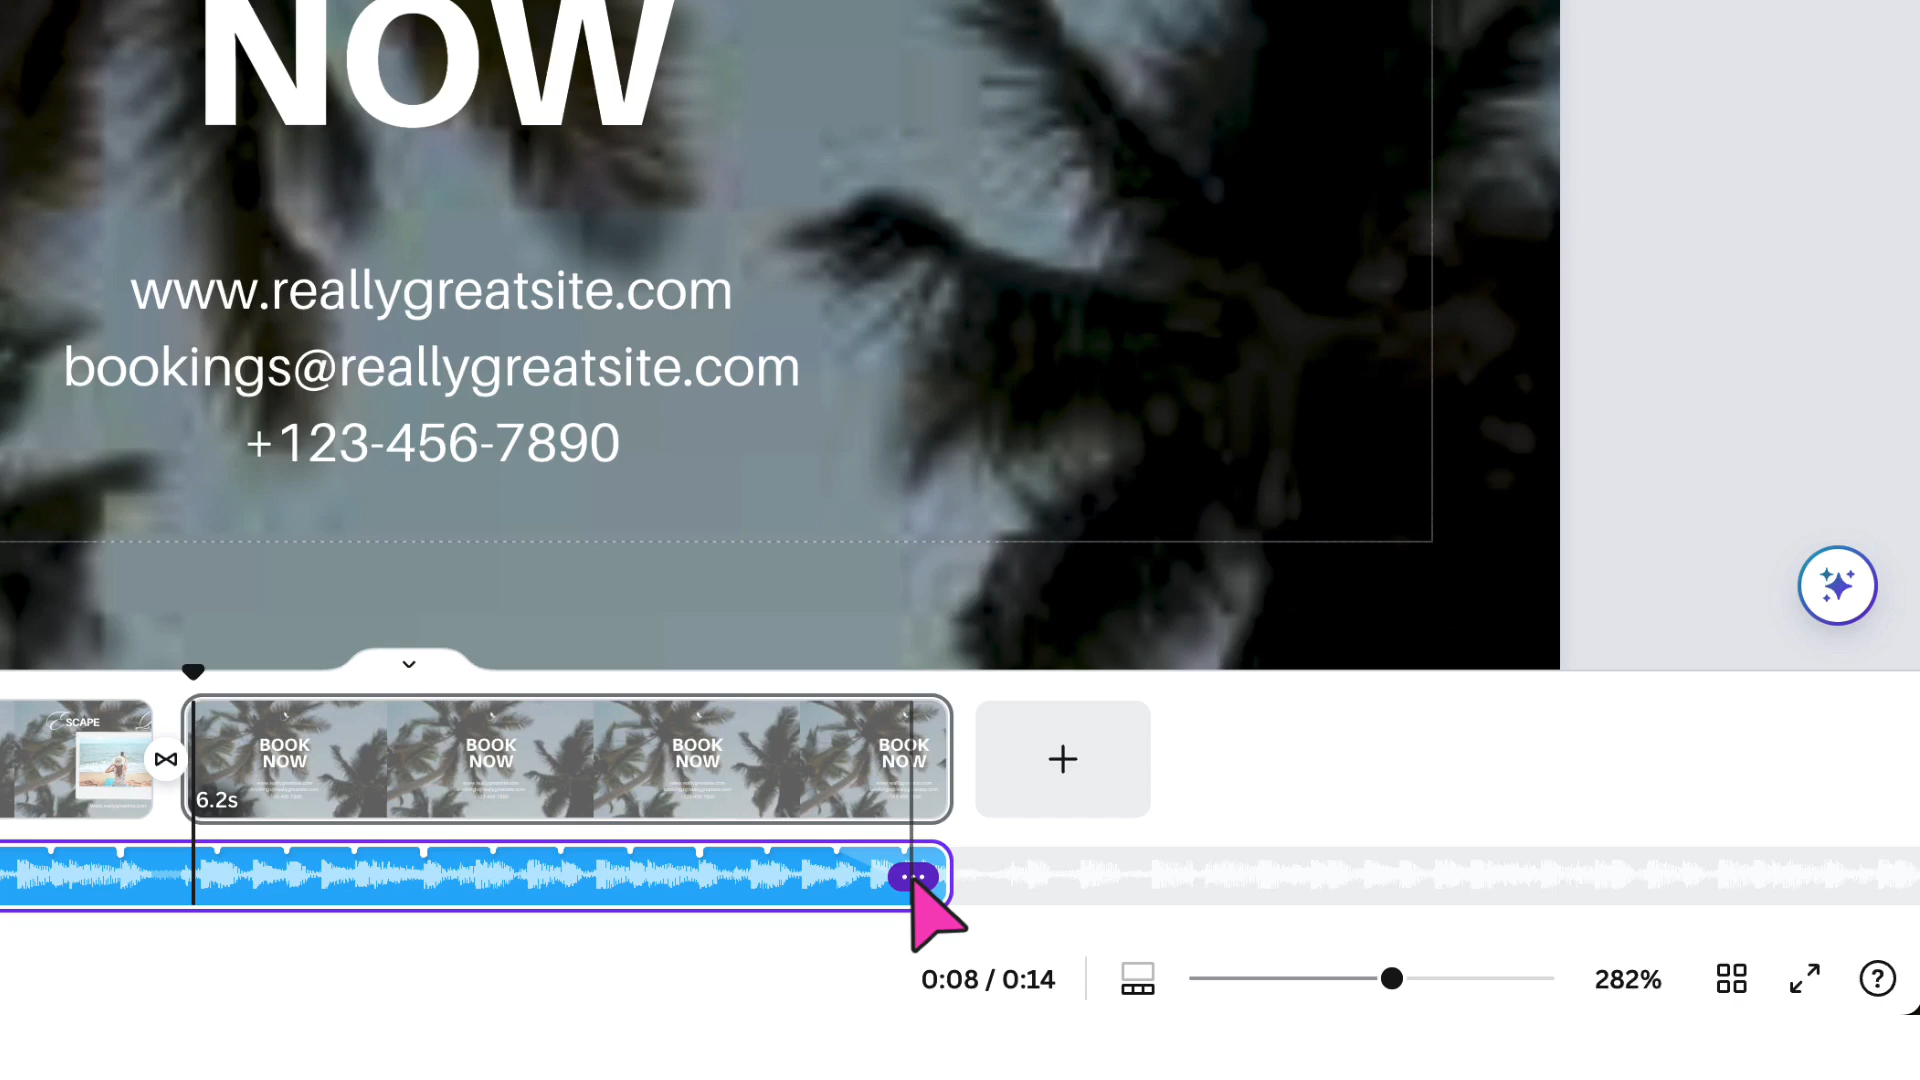 NOW
www.reallygreatsite.com
bookings@reallygreatsite.com
+123-456-7890
ESCAPE
BOOK BOOK BOOK BOOK
NOW NOW NOW NOW
6.2s
0:08 / 0:14 282%